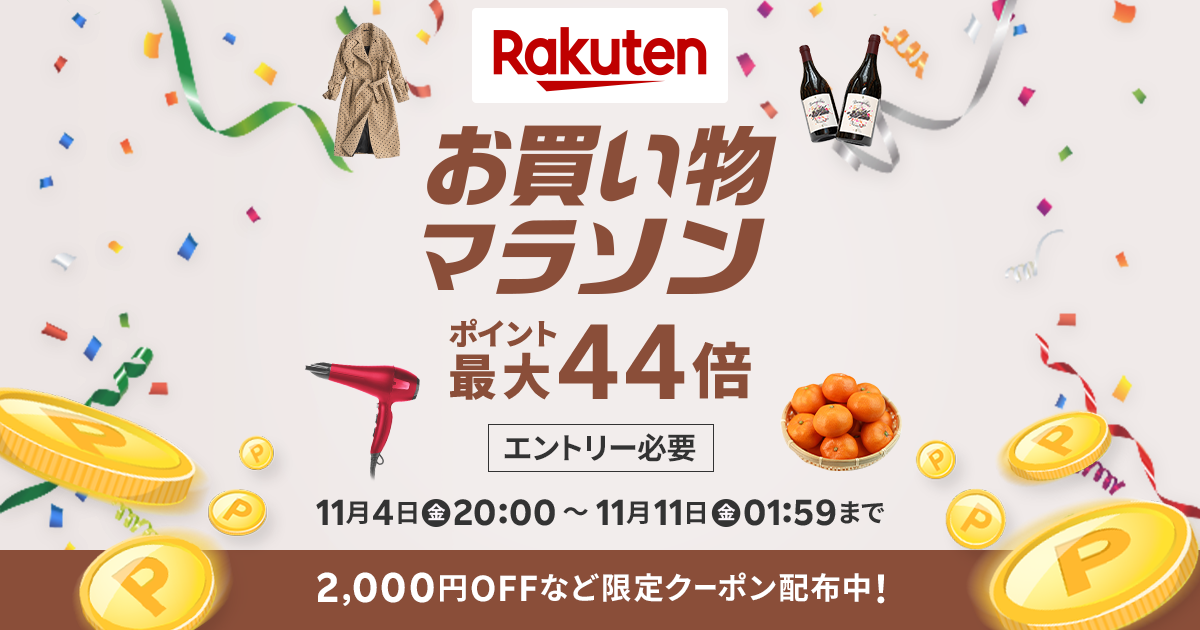 Rakuten
お買い物
マラソン
ポイント
最大44倍
エントリー必要
11月4日金20:00 〜 11月11日金01:59まで
2,000円OFFなど限定クーポン配布中!
P
P
P
P
P
P
P
P